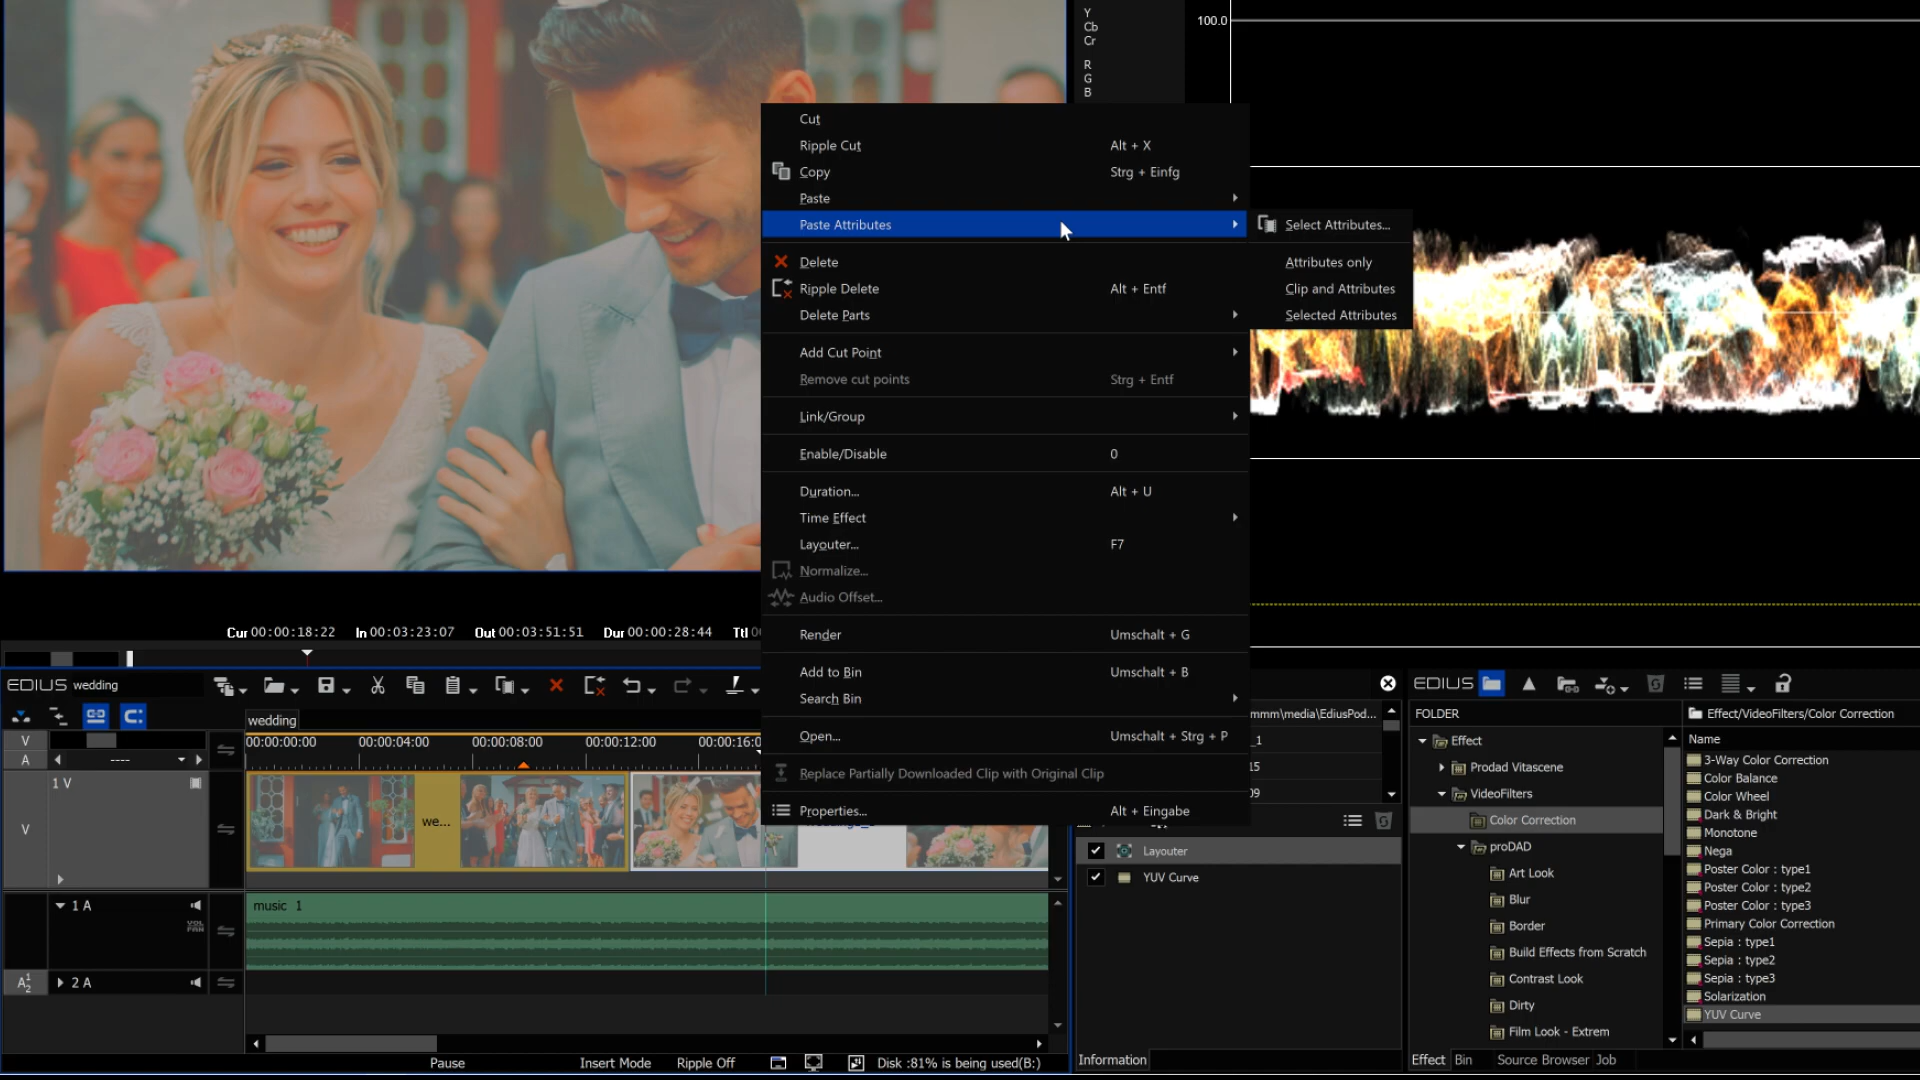 Y
Cb
Cr
R
G
B
100.0
Cut
Ripple Cut Alt + X
Copy Strg + Einfg
Paste
Paste Attributes
Select Attributes...
Delete
Attributes only
Ripple Delete Alt + Entf
Clip and Attributes
Delete Parts
Selected Attributes
Add Cut Point
Remove cut points Strg + Entf
Link/Group
Enable/Disable 0
Duration... Alt + U
Time Effect
Layouter... F7
Normalize...
Audio Offset...
Render Umschalt + G
Add to Bin Umschalt + B
Search Bin
Open... Umschalt + Strg + P
Replace Partially Downloaded Clip with Original Clip
Properties... Alt + Eingabe
Cur 00:00:18:22 In 00:03:23:07 Out 00:03:51:51 Dur 00:00:28:44 Ttl
EDIUS wedding
wedding
V
A
----
00:00:00:00 00:00:04:00 00:00:08:00 00:00:12:00 00:00:16:0
1 V
V
we...
1 A
VOL
PAN
music 1
A 1 2
2 A
Pause Insert Mode Ripple Off Disk :81% is being used(B:)
mmm\media\EdiusPod...
_1
15
09
Layouter
YUV Curve
Information
EDIUS
FOLDER
Effect
Prodad Vitascene
VideoFilters
Color Correction
proDAD
Art Look
Blur
Border
Build Effects from Scratch
Contrast Look
Dirty
Film Look - Extrem
Effect Bin Source Browser Job
Effect/VideoFilters/Color Correction
Name
3-Way Color Correction
Color Balance
Color Wheel
Dark & Bright
Monotone
Nega
Poster Color : type1
Poster Color : type2
Poster Color : type3
Primary Color Correction
Sepia : type1
Sepia : type2
Sepia : type3
Solarization
YUV Curve